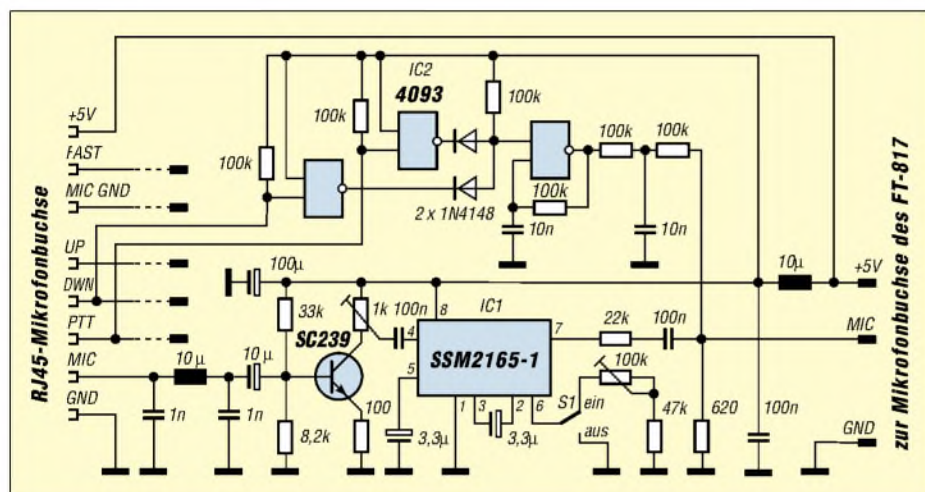 RJ45-Mikrofonbuchse
+5V
FAST
MIC GND
UP
DWN
PTT
MIC
GND
100k
100k
IC2
4093
100k
100k
100k
100k
2 x 1N4148
10n
10n
100µ
33k
1k
100n
SC239
IC1
SSM2165-1
8
4
5
7
1
3
2
6
22k
100n
100k
S1
ein
aus
47k
620
100n
10µ
10µ
1n
1n
8,2k
100
3,3µ
3,3µ
10µ
+5V
MIC
GND
zur Mikrofonbuchse des FT-817